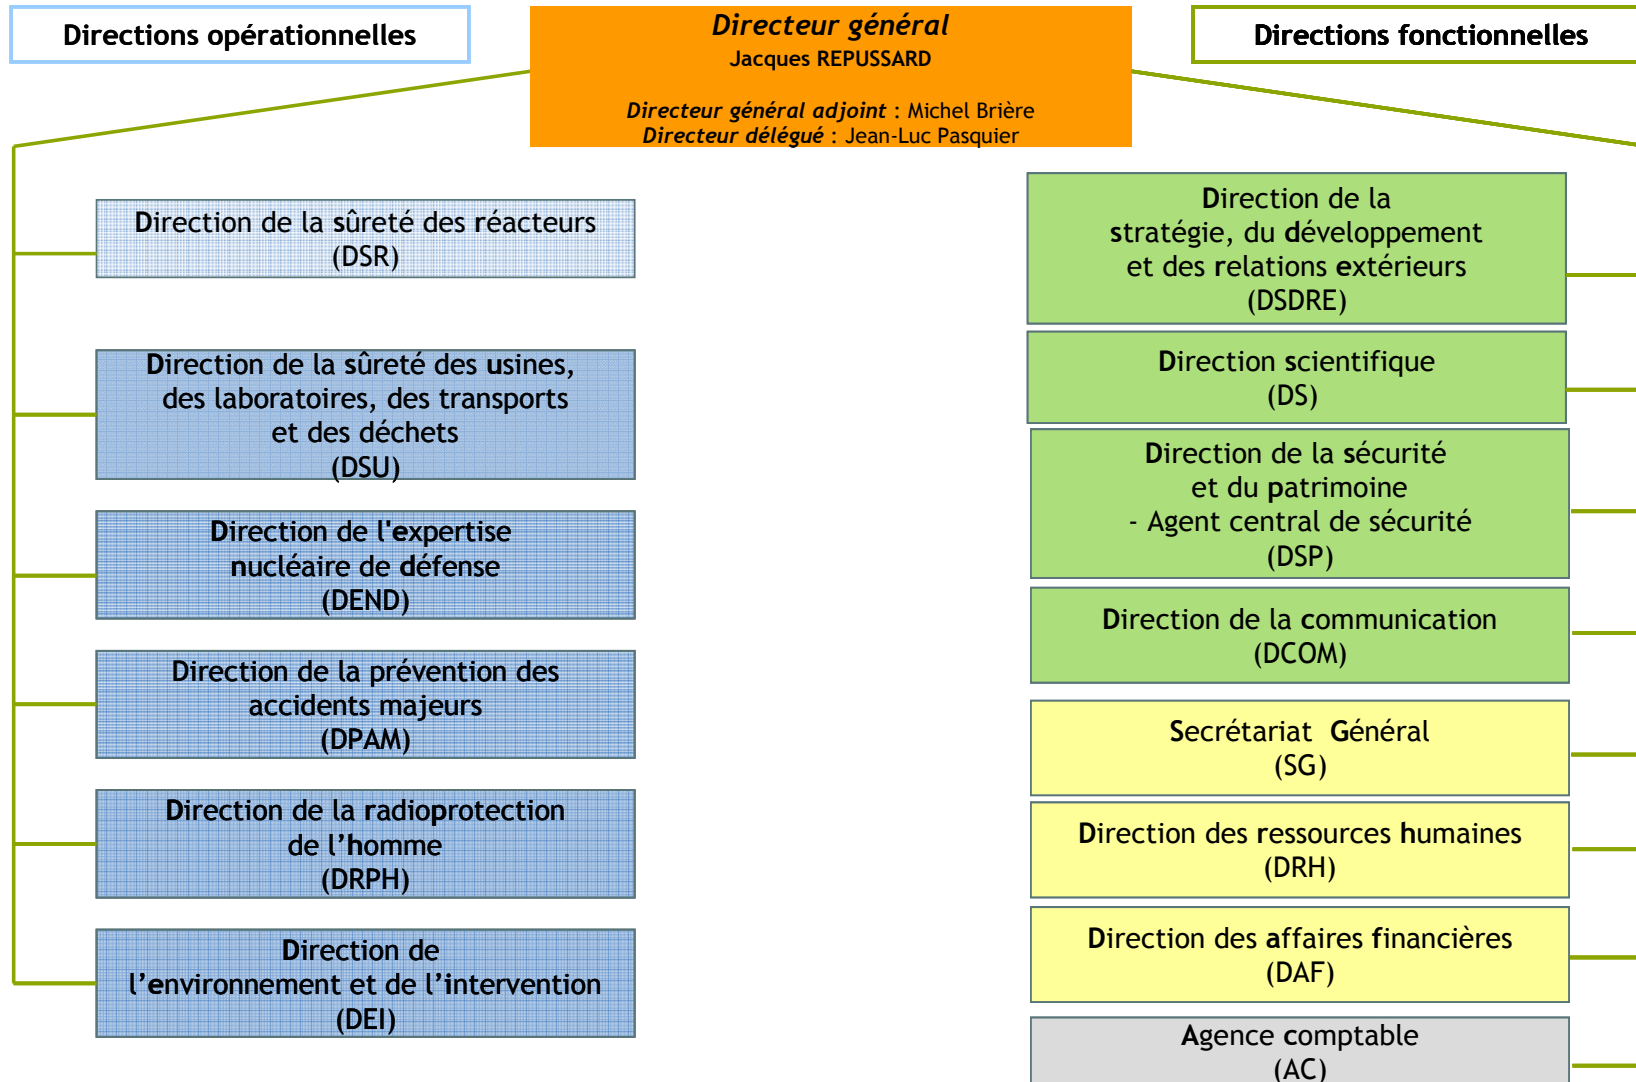 Directions opérationnelles
Directeur général
Jacques REPUSSARD
Directeur général adjoint : Michel Brière
Directeur délégué : Jean-Luc Pasquier
Directions fonctionnelles
Direction de la sûreté des réacteurs
(DSR)
Direction de la sûreté des usines,
des laboratoires, des transports
et des déchets
(DSU)
Direction de l'expertise
nucléaire de défense
(DEND)
Direction de la prévention des
accidents majeurs
(DPAM)
Direction de la radioprotection
de l’homme
(DRPH)
Direction de
l’environnement et de l’intervention
(DEI)
Direction de la
stratégie, du développement
et des relations extérieurs
(DSDRE)
Direction scientifique
(DS)
Direction de la sécurité
et du patrimoine
- Agent central de sécurité
(DSP)
Direction de la communication
(DCOM)
Secrétariat Général
(SG)
Direction des ressources humaines
(DRH)
Direction des affaires financières
(DAF)
Agence comptable
(AC)